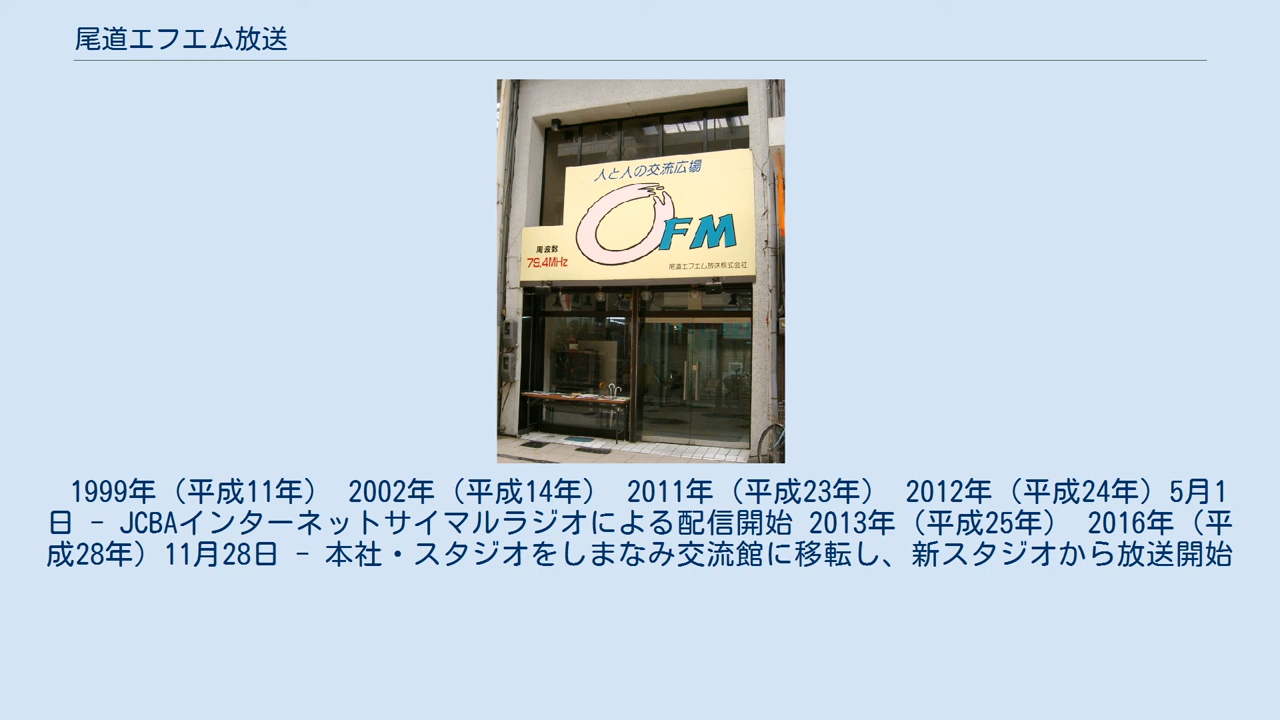 尾道エフエム放送
人と人の交流広場
OFM
周波数
79.4MHz
尾道エフエム放送株式会社
1999年（平成11年） 2002年（平成14年） 2011年（平成23年） 2012年（平成24年）5月1
日 - JCBAインターネットサイマルラジオによる配信開始 2013年（平成25年） 2016年（平
成28年）11月28日 - 本社・スタジオをしまなみ交流館に移転し、新スタジオから放送開始